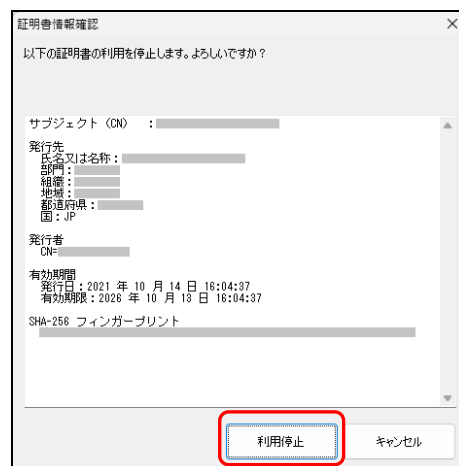 証明書情報確認
以下の証明書の利用を停止します。よろしいですか？
サブジェクト（CN） ：
発行先
氏名又は名称：
部門：
組織：
地域：
都道府県：
国：JP
発行者
CN=
有効期間
発行日：2021 年 10 月 14 日 16:04:37
有効期限：2026 年 10 月 13 日 16:04:37
SHA-256 フィンガープリント
利用停止
キャンセル